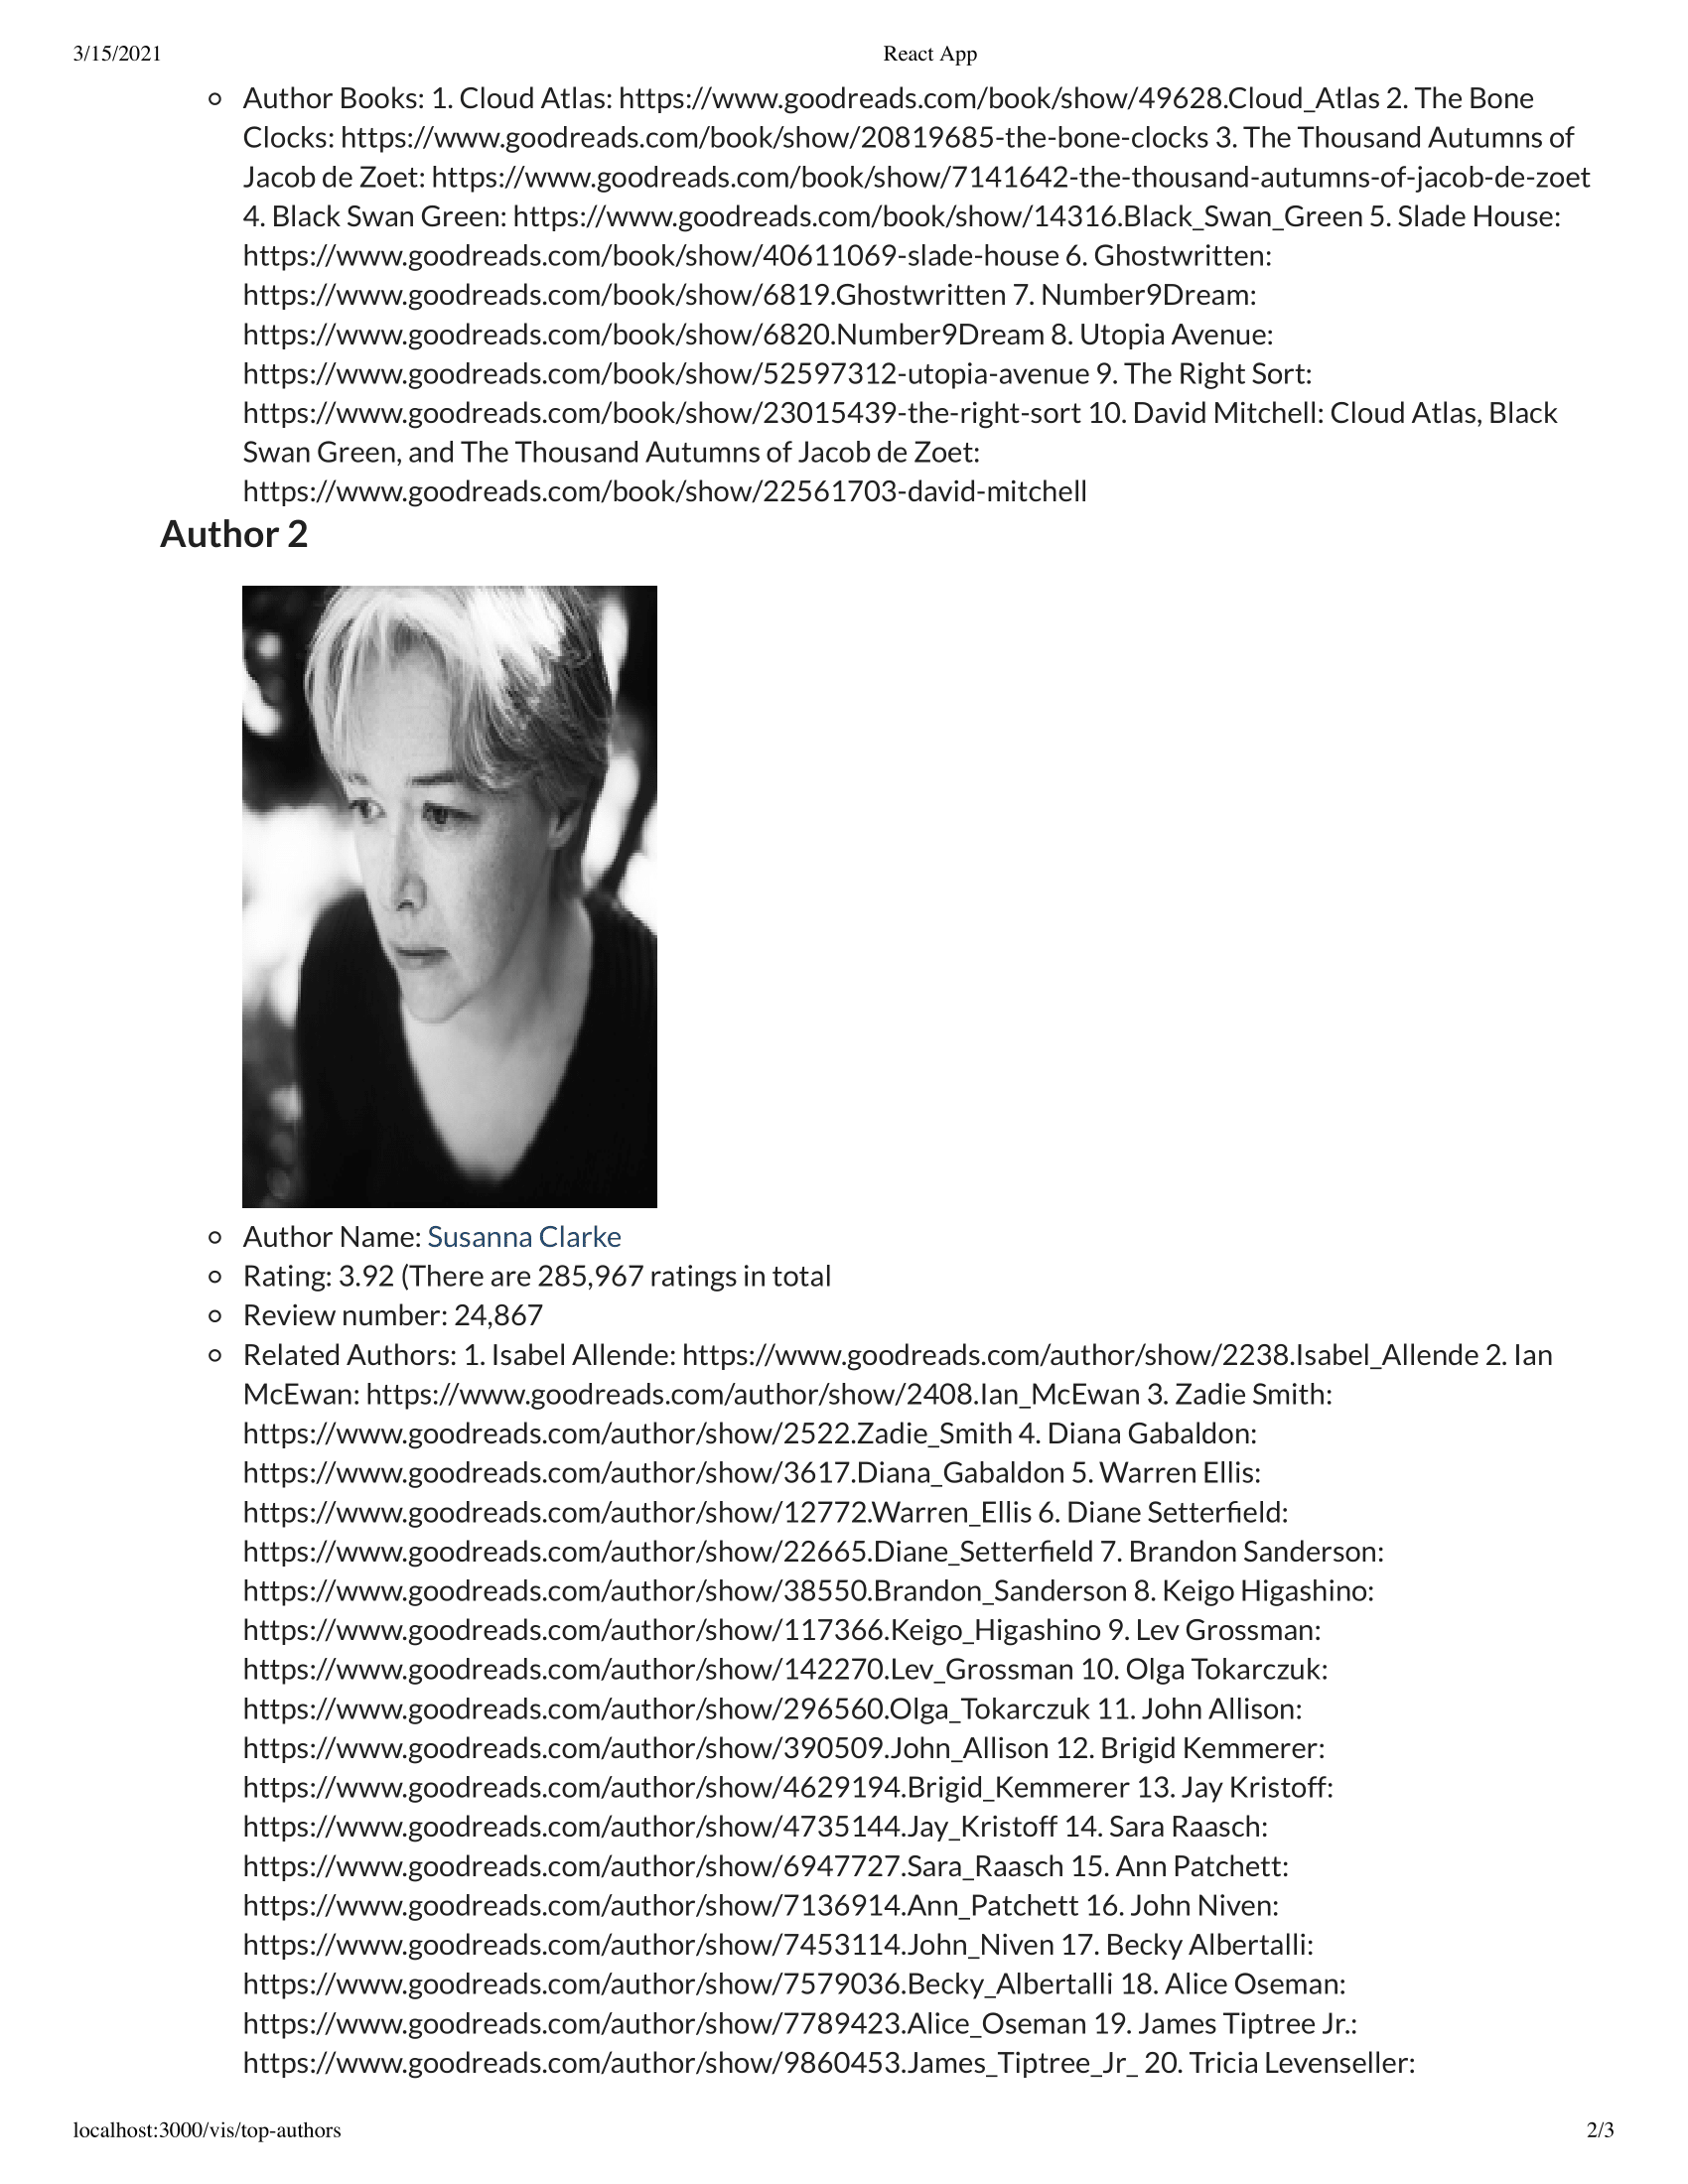 3/15/2021
React App
Author Books: 1. Cloud Atlas: https://www.goodreads.com/book/show/49628.Cloud_Atlas 2. The Bone
Clocks: https://www.goodreads.com/book/show/20819685-the-bone-clocks 3. The Thousand Autumns of
Jacob de Zoet: https://www.goodreads.com/book/show/7141642-the-thousand-autumns-of-jacob-de-zoet
4. Black Swan Green: https://www.goodreads.com/book/show/14316.Black_Swan_Green 5. Slade House:
https://www.goodreads.com/book/show/40611069-slade-house 6. Ghostwritten:
https://www.goodreads.com/book/show/6819.Ghostwritten 7. Number9Dream:
https://www.goodreads.com/book/show/6820.Number9Dream 8. Utopia Avenue:
https://www.goodreads.com/book/show/52597312-utopia-avenue 9. The Right Sort:
https://www.goodreads.com/book/show/23015439-the-right-sort 10. David Mitchell: Cloud Atlas, Black
Swan Green, and The Thousand Autumns of Jacob de Zoet:
https://www.goodreads.com/book/show/22561703-david-mitchell
Author 2
Author Name: Susanna Clarke
Rating: 3.92 (There are 285,967 ratings in total
Review number: 24,867
Related Authors: 1. Isabel Allende: https://www.goodreads.com/author/show/2238.Isabel_Allende 2. Ian
McEwan: https://www.goodreads.com/author/show/2408.Ian_McEwan 3. Zadie Smith:
https://www.goodreads.com/author/show/2522.Zadie_Smith 4. Diana Gabaldon:
https://www.goodreads.com/author/show/3617.Diana_Gabaldon 5. Warren Ellis:
https://www.goodreads.com/author/show/12772.Warren_Ellis 6. Diane Setterfield:
https://www.goodreads.com/author/show/22665.Diane_Setterfield 7. Brandon Sanderson:
https://www.goodreads.com/author/show/38550.Brandon_Sanderson 8. Keigo Higashino:
https://www.goodreads.com/author/show/117366.Keigo_Higashino 9. Lev Grossman:
https://www.goodreads.com/author/show/142270.Lev_Grossman 10. Olga Tokarczuk:
https://www.goodreads.com/author/show/296560.Olga_Tokarczuk 11. John Allison:
https://www.goodreads.com/author/show/390509.John_Allison 12. Brigid Kemmerer:
https://www.goodreads.com/author/show/4629194.Brigid_Kemmerer 13. Jay Kristoff:
https://www.goodreads.com/author/show/4735144.Jay_Kristoff 14. Sara Raasch:
https://www.goodreads.com/author/show/6947727.Sara_Raasch 15. Ann Patchett:
https://www.goodreads.com/author/show/7136914.Ann_Patchett 16. John Niven:
https://www.goodreads.com/author/show/7453114.John_Niven 17. Becky Albertalli:
https://www.goodreads.com/author/show/7579036.Becky_Albertalli 18. Alice Oseman:
https://www.goodreads.com/author/show/7789423.Alice_Oseman 19. James Tiptree Jr.:
https://www.goodreads.com/author/show/9860453.James_Tiptree_Jr_ 20. Tricia Levenseller:
localhost:3000/vis/top-authors
2/3